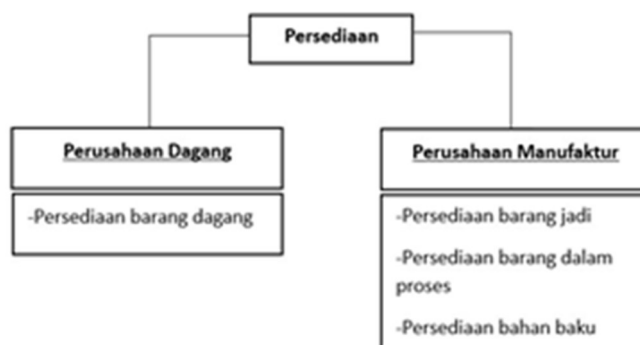 Persediaan
Perusahaan Dagang
-Persediaan barang dagang
Perusahaan Manufaktur
-Persediaan barang jadi
-Persediaan barang dalam
proses
-Persediaan bahan baku